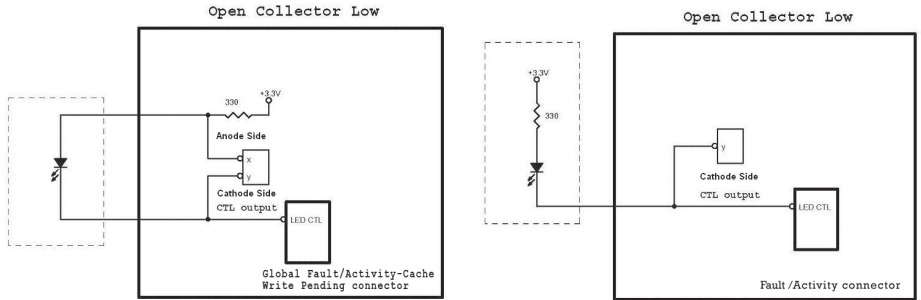 Open Collector Low
+3.3V
330
Anode Side
x
y
Cathode Side
CTL output
LED CTL
Global Fault/Activity-Cache
Write Pending connector
Open Collector Low
+3.3V
330
y
Cathode Side
CTL output
LED CTL
Fault /Activity connector